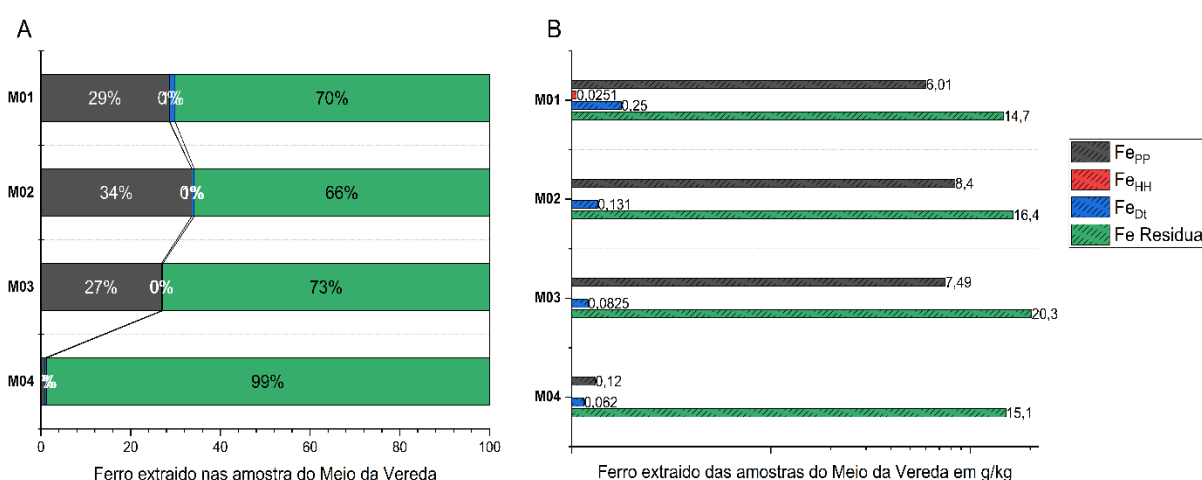 A
M01
29%
70%
M02
34%
66%
M03
27%
0%
73%
M04
99%
0
20
40
60
80
100
Ferro extraido nas amostra do Meio da Vereda
B
M01
6,01
0,0251
0,25
14,7
M02
8,4
0,131
16,4
M03
7,49
0,0825
20,3
M04
0,12
0,062
15,1
Ferro extraido das amostras do Meio da Vereda em g/kg
FePP
FeHH
FeDt
Fe Residua